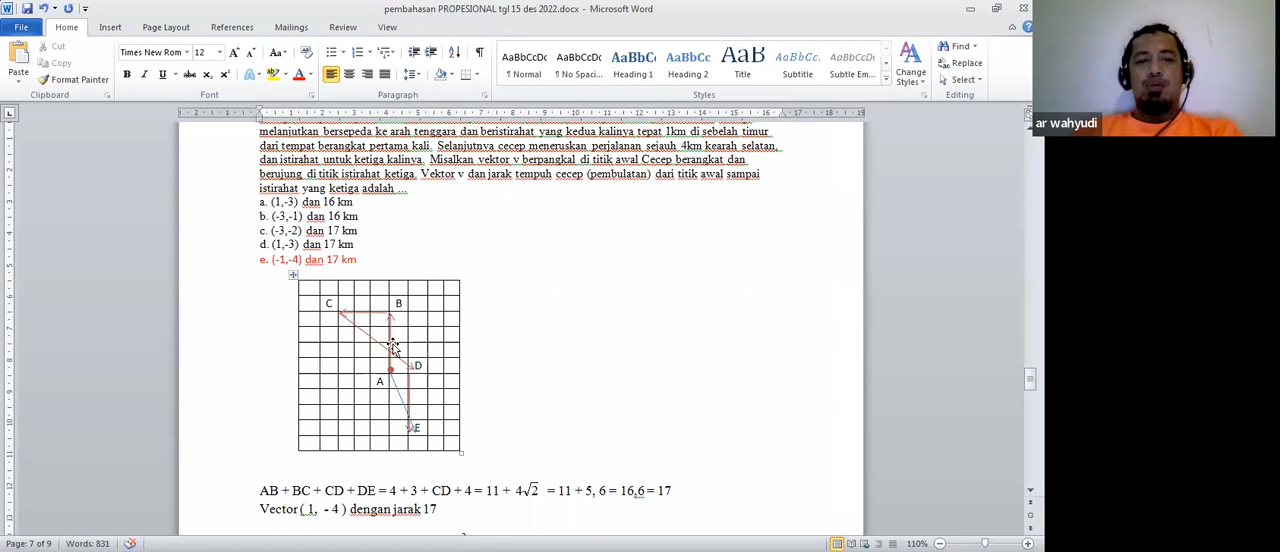 pembahasan PROPESIONAL tgl 15 des 2022.docx - Microsoft Word
File Home Insert Page Layout References Mailings Review View
Cut
Copy
Format Painter
Paste
Clipboard
Times New Rom 12
Font
Paragraph
AaBbCcDc AaBbCcDc AaBbCc AaBbCc AaB AaBbCc. AaBbCcDc
¶ Normal ¶ No Spaci... Heading 1 Heading 2 Title Subtitle Subtle Em...
Styles
Change Styles
Find
Replace
Select
Editing
ar wahyudi
melanjutkan bersepeda ke arah tenggara dan beristirahat yang kedua kalinya tepat 1km di sebelah timur
dari tempat berangkat pertama kali. Selanjutnya cecep meneruskan perjalanan sejauh 4km kearah selatan,
dan istirahat untuk ketiga kalinya. Misalkan vektor v berpangkal di titik awal Cecep berangkat dan
berujung di titik istirahat ketiga. Vektor v dan jarak tempuh cecep (pembulatan) dari titik awal sampai
istirahat yang ketiga adalah ...
a. (1,-3) dan 16 km
b. (-3,-1) dan 16 km
c. (-3,-2) dan 17 km
d. (1,-3) dan 17 km
e. (-1,-4) dan 17 km
C B
D
A
E
AB + BC + CD + DE = 4 + 3 + CD + 4 = 11 + 4√2 = 11 + 5, 6 = 16,6 = 17
Vector ( 1, - 4 ) dengan jarak 17
Page: 7 of 9 Words: 831 110%